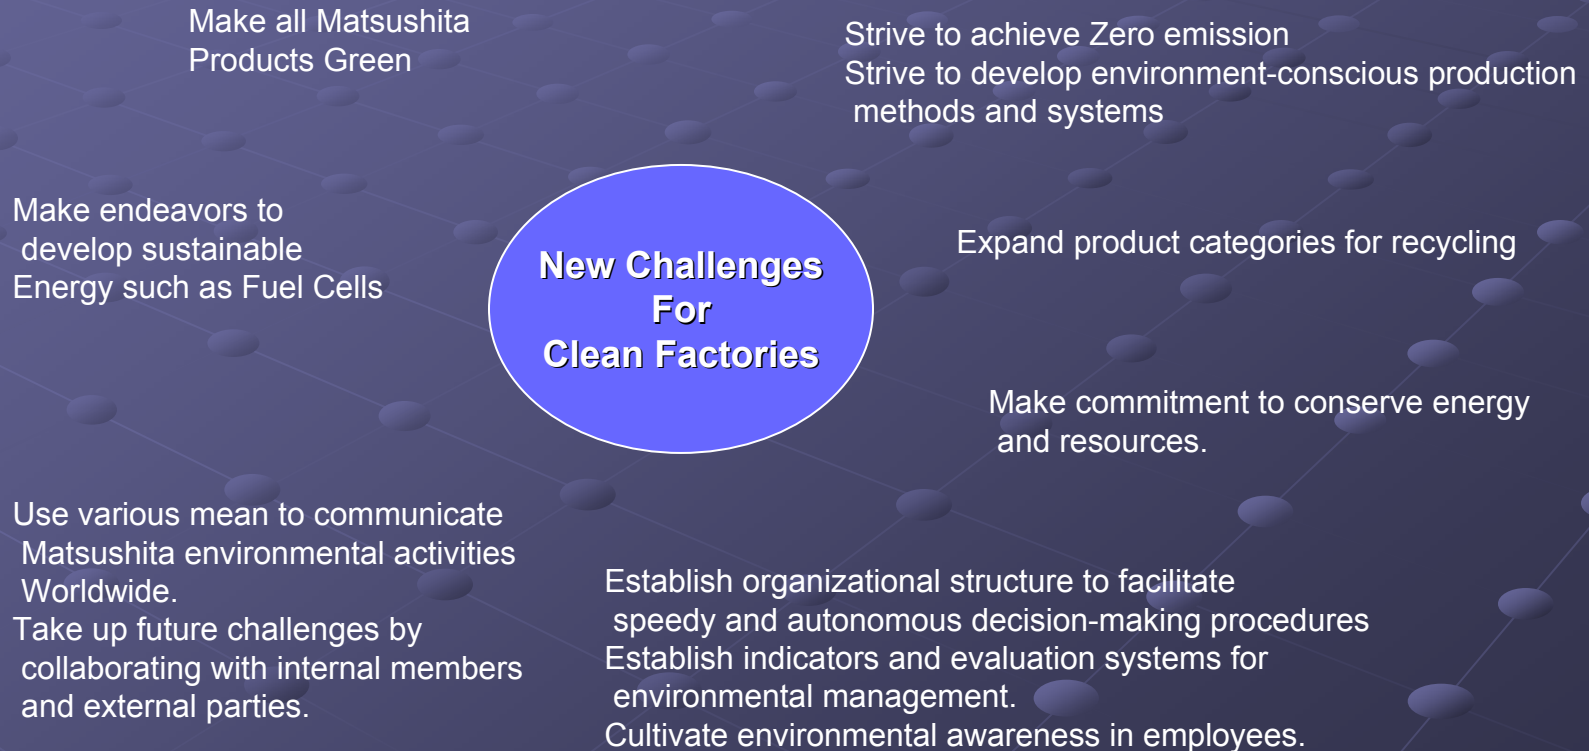 Make all Matsushita
Products Green
Strive to achieve Zero emission
Strive to develop environment-conscious production
methods and systems
Make endeavors to
develop sustainable
Energy such as Fuel Cells
New Challenges
For
Clean Factories
Expand product categories for recycling
Make commitment to conserve energy
and resources.
Use various mean to communicate
Matsushita environmental activities
Worldwide.
Take up future challenges by
collaborating with internal members
and external parties.
Establish organizational structure to facilitate
speedy and autonomous decision-making procedures
Establish indicators and evaluation systems for
environmental management.
Cultivate environmental awareness in employees.